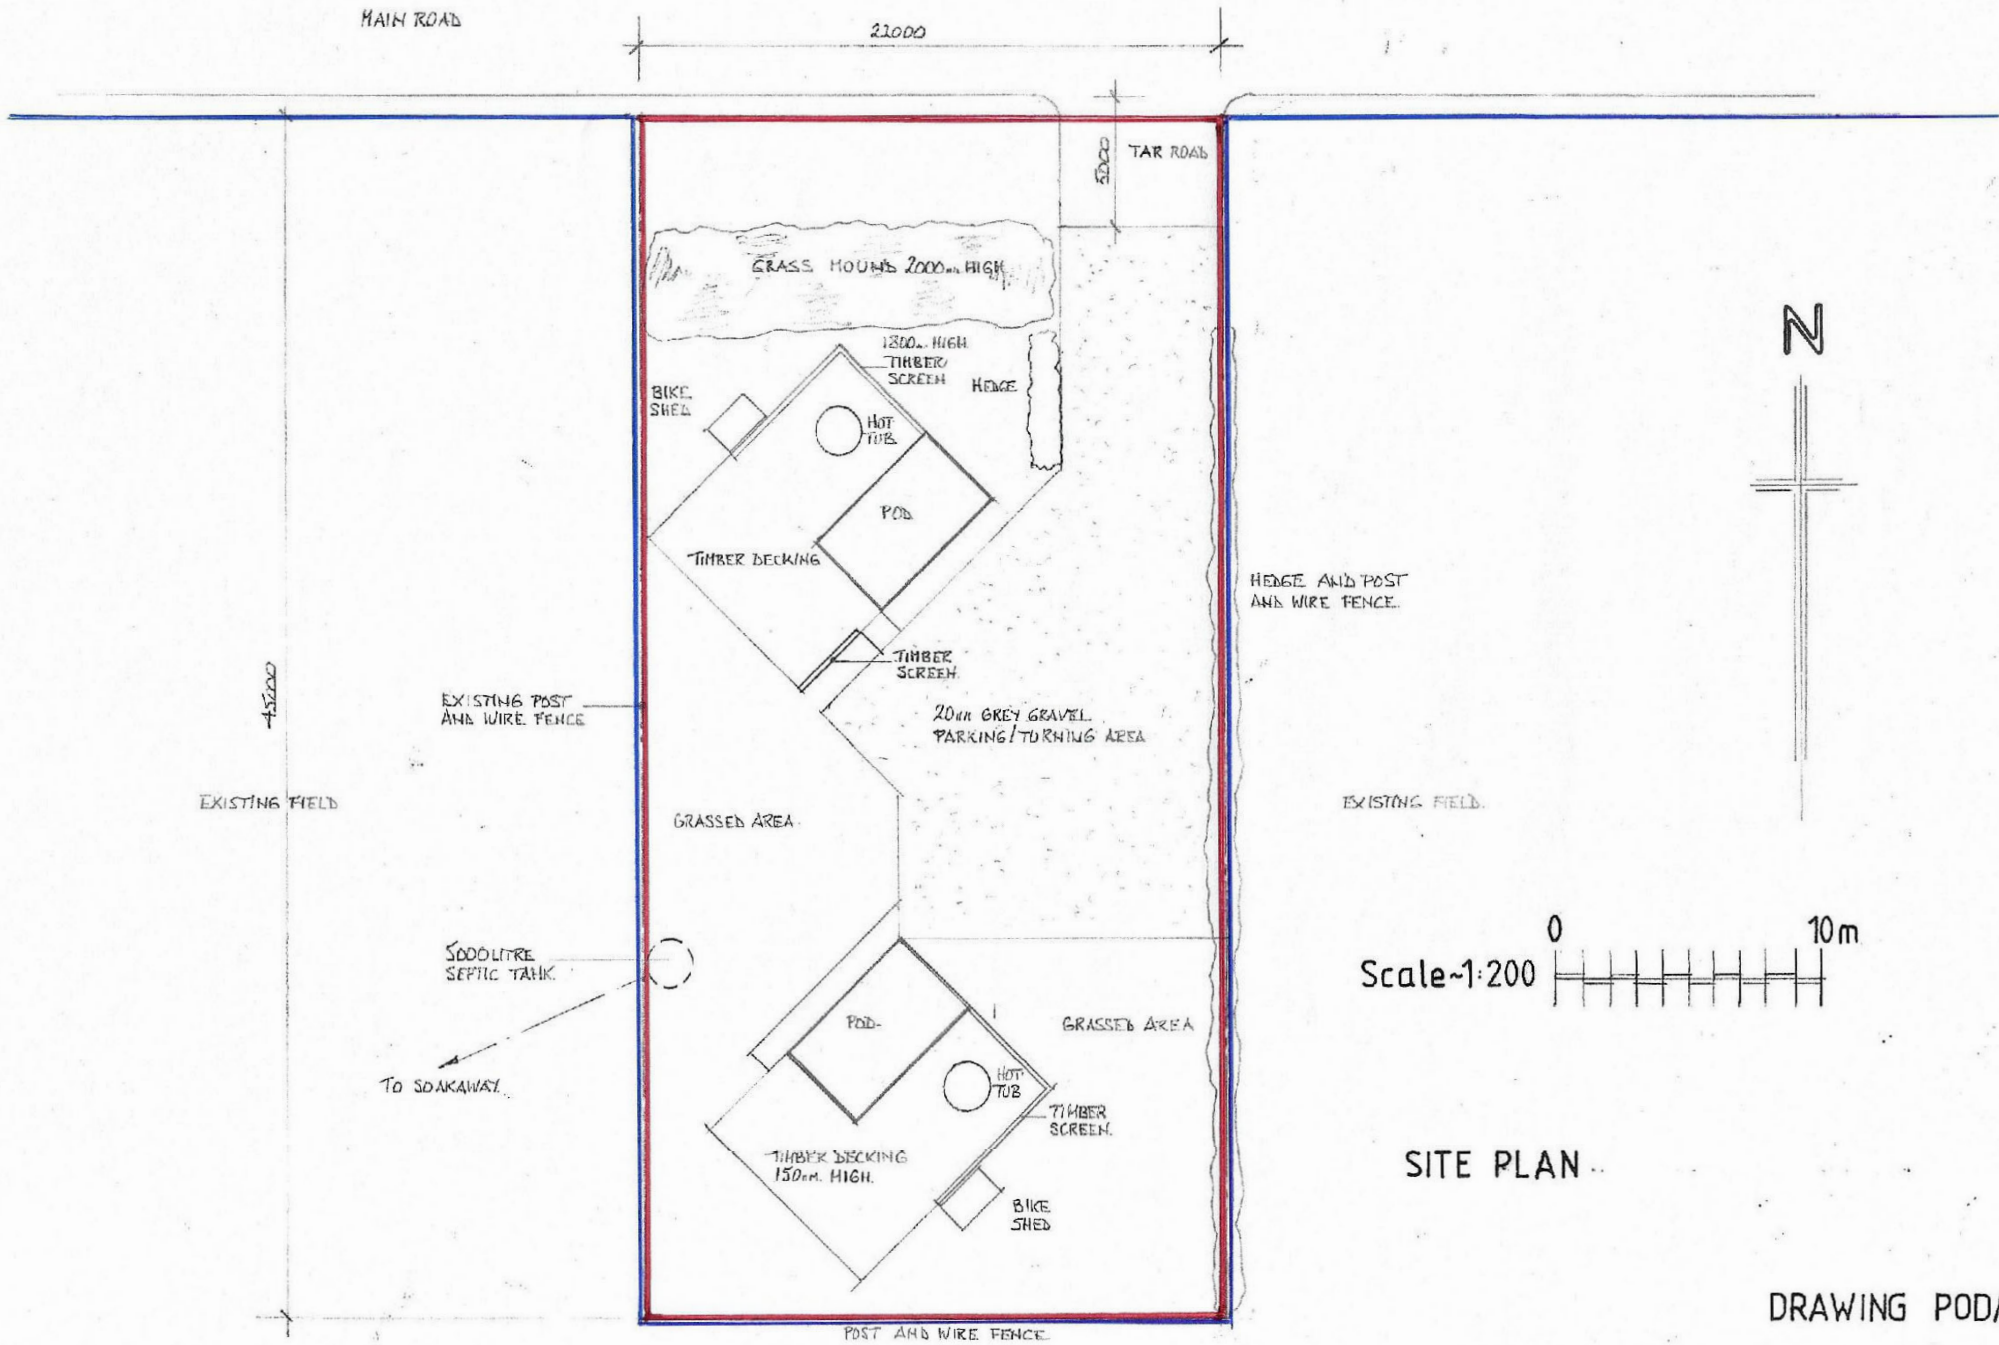 MAIN ROAD
22000
5000
TAR ROAD
GRASS MOUND 2000mm HIGH
1800mm HIGH
TIMBER
SCREEN
HEDGE
BIKE
SHED
HOT
TUB
POD
TIMBER DECKING
N
HEDGE AND POST
AND WIRE FENCE.
TIMBER
SCREEN.
EXISTING POST
AND WIRE FENCE
45000
20mm GREY GRAVEL
PARKING/TURNING AREA
EXISTING FIELD
EXISTING FIELD.
GRASSED AREA.
5000 LITRE
SEPTIC TANK.
0 10m
Scale~1:200
POD.
GRASSED AREA
TO SOAKAWAY.
HOT
TUB
TIMBER
SCREEN.
TIMBER DECKING
150mm HIGH.
SITE PLAN
BIKE
SHED
DRAWING POD/
POST AND WIRE FENCE